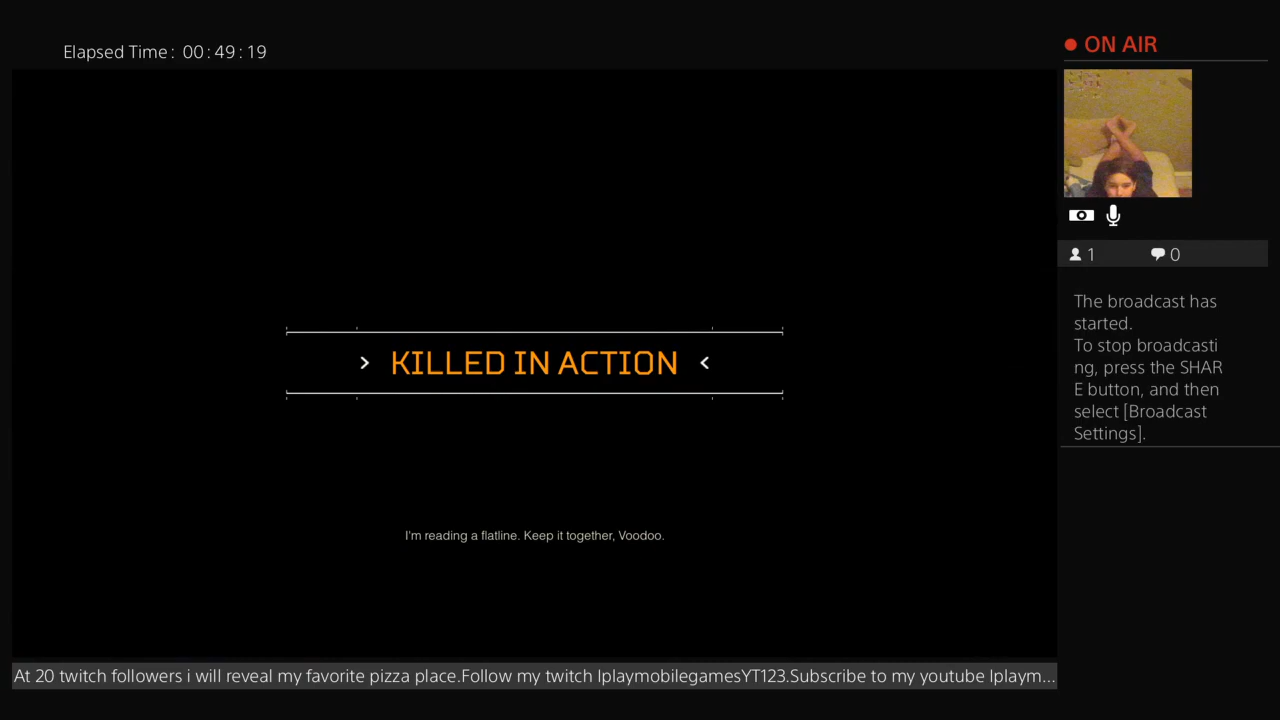 Elapsed Time: 00:49:19
ON AIR
1 0
The broadcast has
started.
To stop broadcasti
ng, press the SHAR
E button, and then
select [Broadcast
Settings].
> KILLED IN ACTION <
I'm reading a flatline. Keep it together, Voodoo.
At 20 twitch followers i will reveal my favorite pizza place.Follow my twitch IplaymobilegamesYT123.Subscribe to my youtube Iplaym...